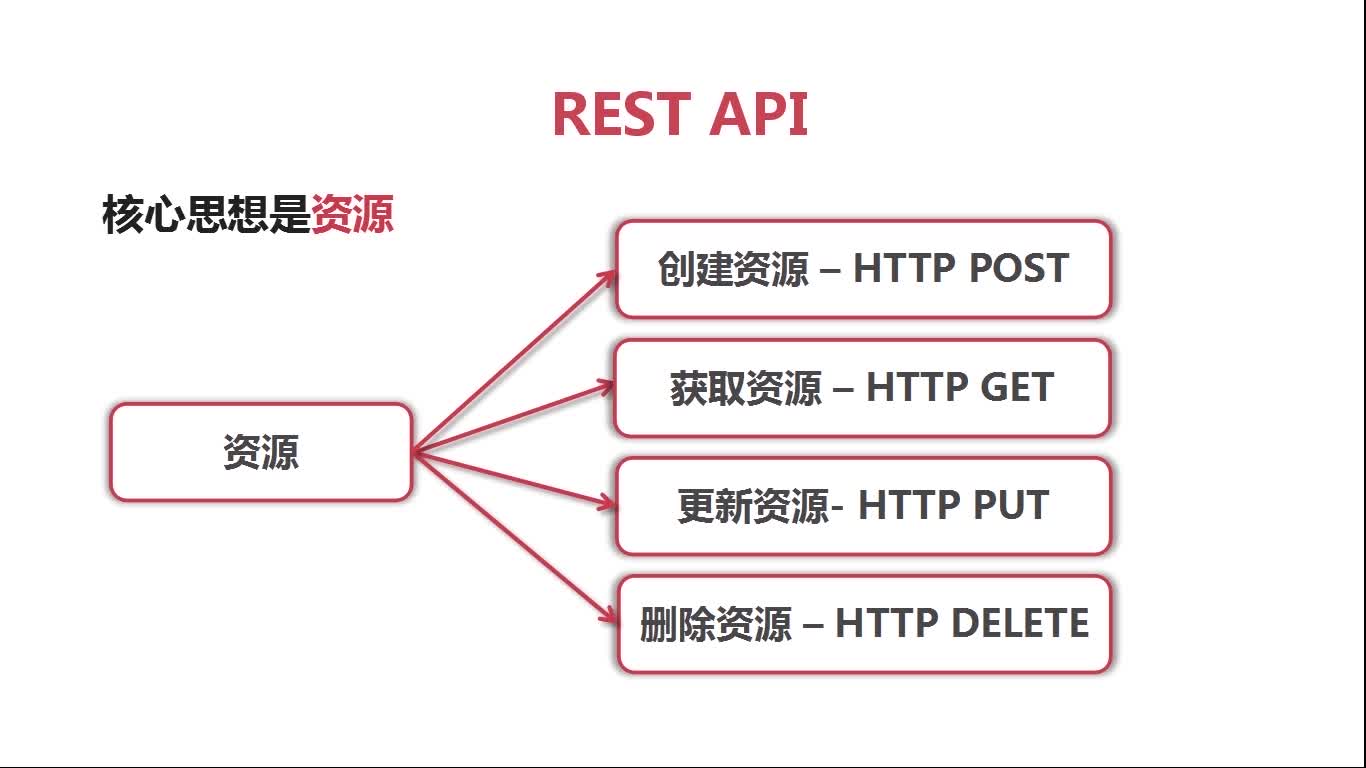 REST API
核心思想是资源
资源
创建资源 – HTTP POST
获取资源 – HTTP GET
更新资源- HTTP PUT
删除资源 – HTTP DELETE